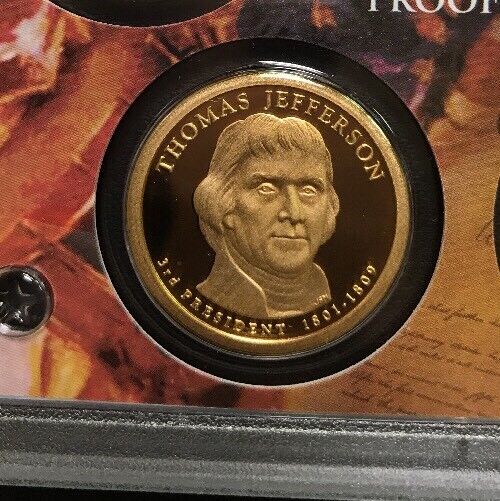 PROOF
THOMAS JEFFERSON
3rd PRESIDENT 1801-1809